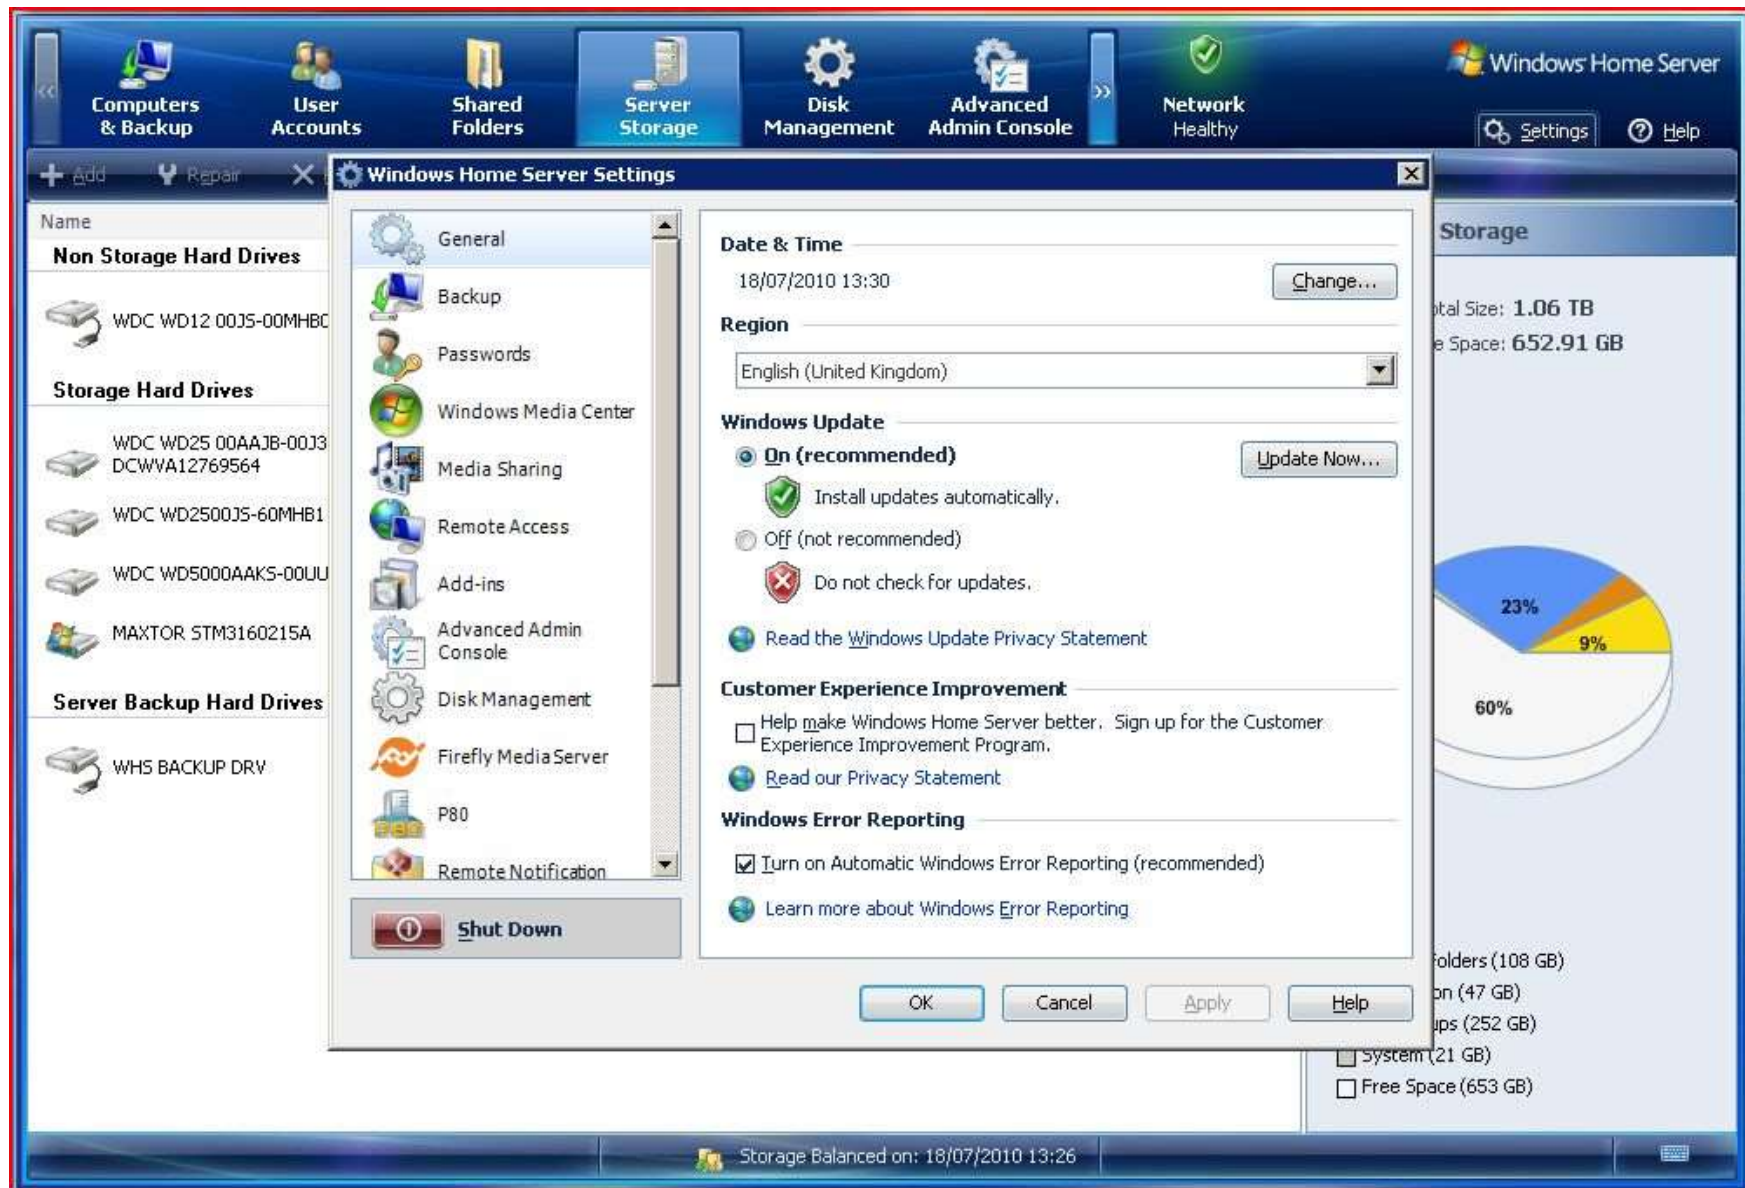 Computers
& Backup
User
Accounts
Shared
Folders
Server
Storage
Disk
Management
Advanced
Admin Console
Network
Healthy
Windows Home Server
Settings
Help
Add
Repair
Windows Home Server Settings
Name
Non Storage Hard Drives
WDC WD12 00JS-00MHB0
Storage Hard Drives
WDC WD25 00AAJB-00J3
DCWVA12769564
WDC WD2500JS-60MHB1
WDC WD5000AAKS-00UU
MAXTOR STM3160215A
Server Backup Hard Drives
WHS BACKUP DRV
General
Backup
Passwords
Windows Media Center
Media Sharing
Remote Access
Add-ins
Advanced Admin
Console
Disk Management
Firefly Media Server
P80
Remote Notification
Shut Down
Date & Time
18/07/2010 13:30
Change...
Region
English (United Kingdom)
Windows Update
On (recommended)
Update Now...
Install updates automatically.
Off (not recommended)
Do not check for updates.
Read the Windows Update Privacy Statement
Customer Experience Improvement
Help make Windows Home Server better. Sign up for the Customer
Experience Improvement Program.
Read our Privacy Statement
Windows Error Reporting
Turn on Automatic Windows Error Reporting (recommended)
Learn more about Windows Error Reporting
OK
Cancel
Apply
Help
Storage
Size: 1.06 TB
Space: 652.91 GB
23%
9%
60%
(108 GB)
(47 GB)
(252 GB)
System (21 GB)
Free Space (653 GB)
Storage Balanced on: 18/07/2010 13:26